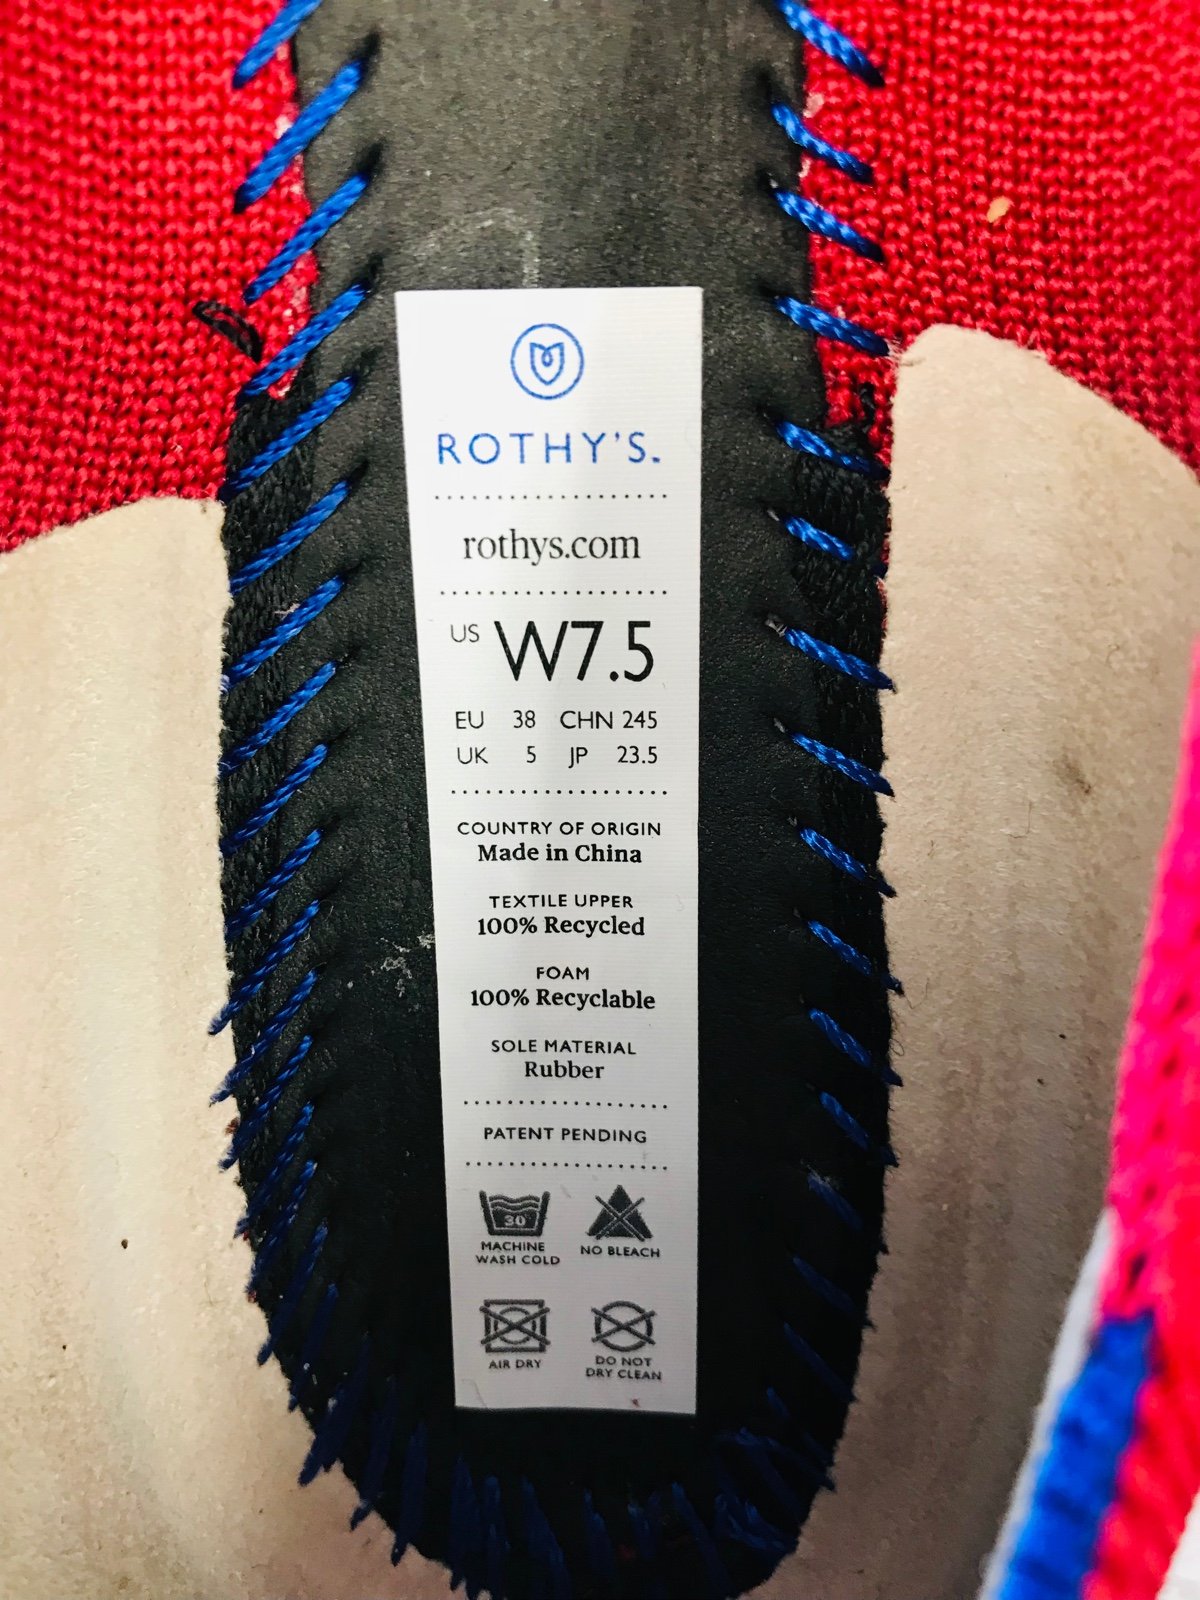 ROTHY'S.
rothys.com
US W7.5
EU 38 CHN 245
UK 5 JP 23.5
COUNTRY OF ORIGIN
Made in China
TEXTILE UPPER
100% Recycled
FOAM
100% Recyclable
SOLE MATERIAL
Rubber
PATENT PENDING
30°
MACHINE
WASH COLD
NO BLEACH
AIR DRY
DO NOT
DRY CLEAN